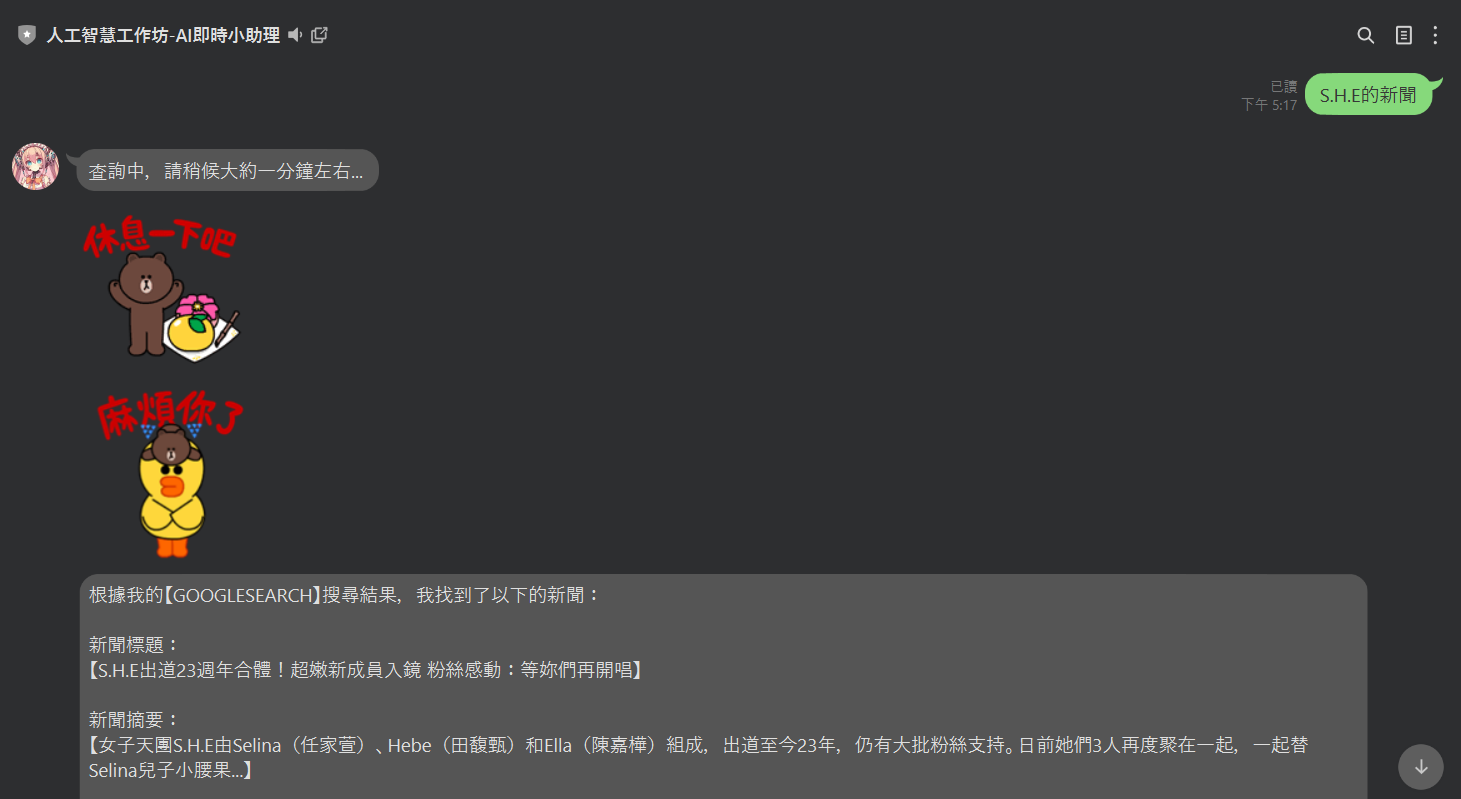 人工智慧工作坊-AI即時小助理
已讀
下午 5:17
S.H.E的新聞
查詢中，請稍候大約一分鐘左右...
休息一下吧
麻煩你了
根據我的【GOOGLESEARCH】搜尋結果，我找到了以下的新聞：
新聞標題：
【S.H.E出道23週年合體！超嫩新成員入鏡 粉絲感動：等妳們再開唱】
新聞摘要：
【女子天團S.H.E由Selina（任家萱）、Hebe（田馥甄）和Ella（陳嘉樺）組成，出道至今23年，仍有大批粉絲支持。日前她們3人再度聚在一起，一起替
Selina兒子小腰果...】